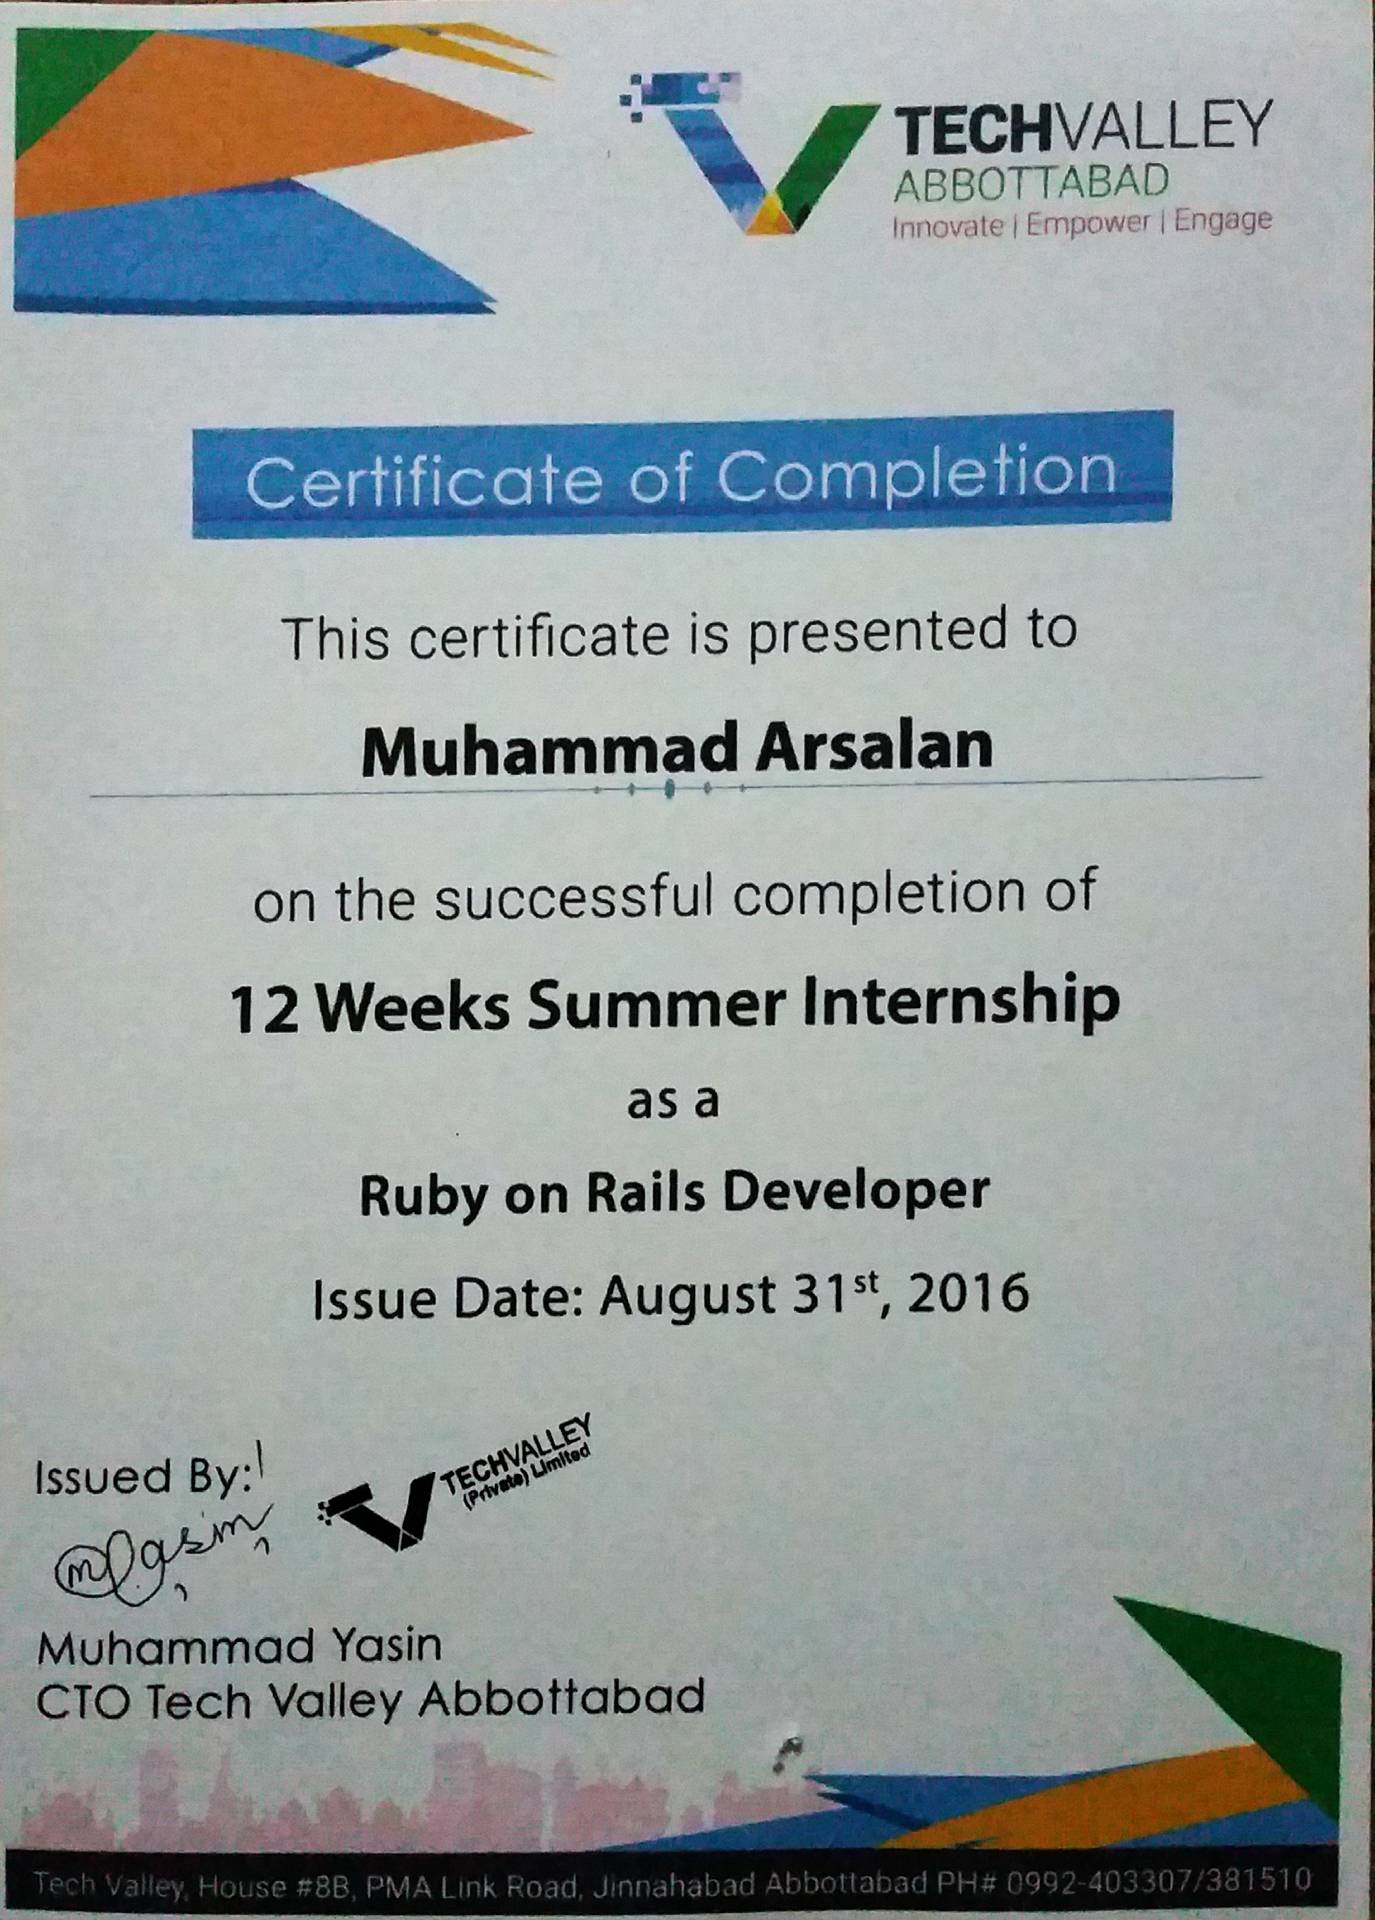 TECHVALLEY
ABBOTTABAD
Innovate | Empower | Engage
Certificate of Completion
This certificate is presented to
Muhammad Arsalan
on the successful completion of
12 Weeks Summer Internship
as a
Ruby on Rails Developer
Issue Date: August 31st, 2016
Issued By:
TECHVALLEY
(Private) Limited
M.Yasin
Muhammad Yasin
CTO Tech Valley Abbottabad
Tech Valley, House #8B, PMA Link Road, Jinnahabad Abbottabad PH# 0992-403307/381510